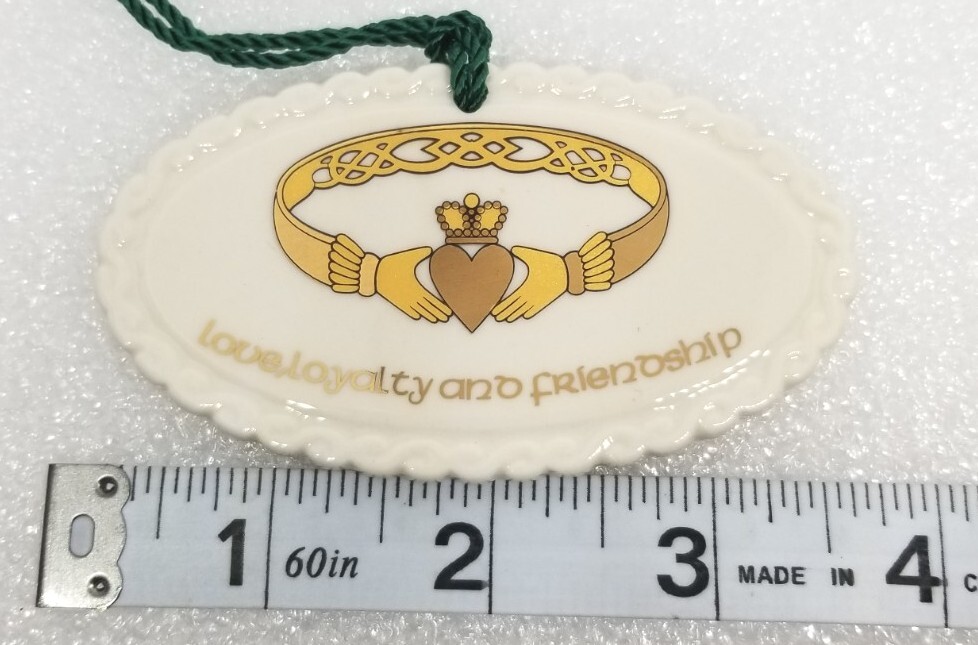 love, loyalty and friendship
1 60in 2 3 MADE IN 4 C